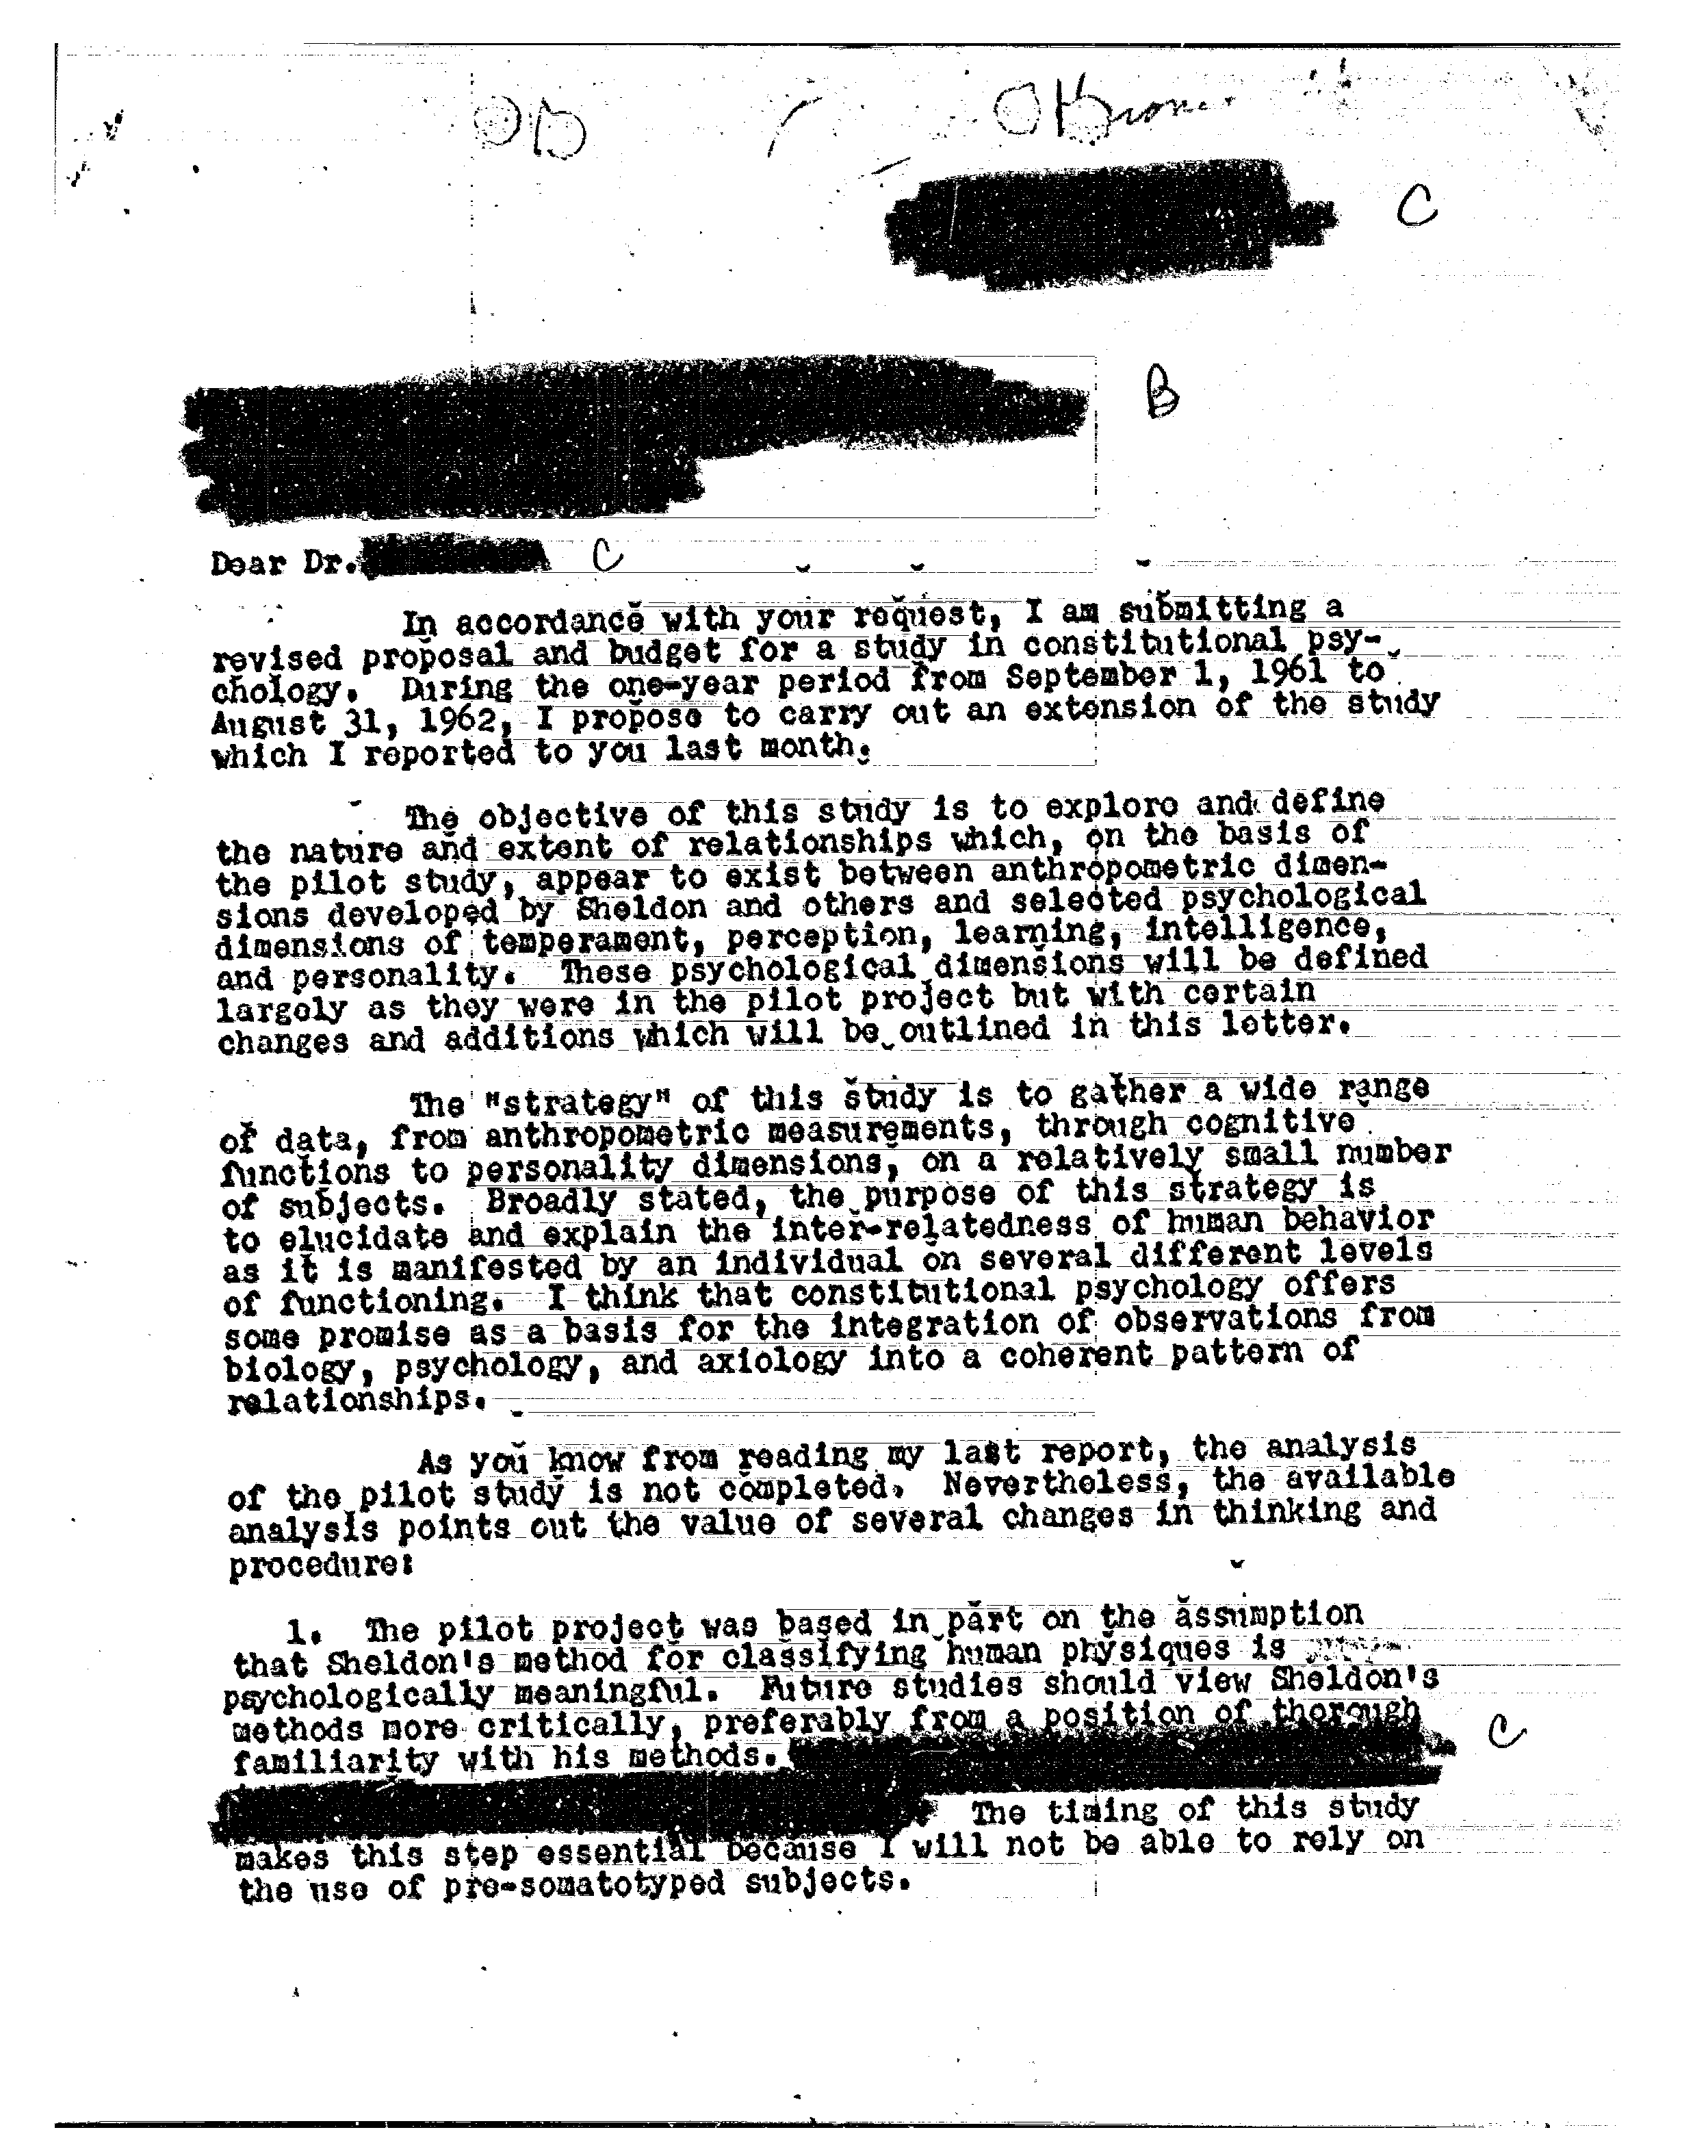 C
B
Dear Dr. C
In accordance with your request, I am submitting a
revised proposal and budget for a study in constitutional psy-
chology. During the one-year period from September 1, 1961 to
August 31, 1962, I propose to carry out an extension of the study
which I reported to you last month.
The objective of this study is to explore and define
the nature and extent of relationships which, on the basis of
the pilot study, appear to exist between anthropometric dimen-
sions developed by Sheldon and others and selected psychological
dimensions of temperament, perception, learning, intelligence,
and personality. These psychological dimensions will be defined
largely as they were in the pilot project but with certain
changes and additions which will be outlined in this letter.
The "strategy" of this study is to gather a wide range
of data, from anthropometric measurements, through cognitive
functions to personality dimensions, on a relatively small number
of subjects. Broadly stated, the purpose of this strategy is
to elucidate and explain the inter-relatedness of human behavior
as it is manifested by an individual on several different levels
of functioning. I think that constitutional psychology offers
some promise as a basis for the integration of observations from
biology, psychology, and axiology into a coherent pattern of
relationships.
As you know from reading my last report, the analysis
of the pilot study is not completed. Nevertheless, the available
analysis points out the value of several changes in thinking and
procedure:
1. The pilot project was based in part on the assumption
that Sheldon's method for classifying human physiques is
psychologically meaningful. Future studies should view Sheldon's
methods more critically, preferably from a position of thorough
familiarity with his methods. C
The timing of this study
makes this step essential because I will not be able to rely on
the use of pre-somatotyped subjects.